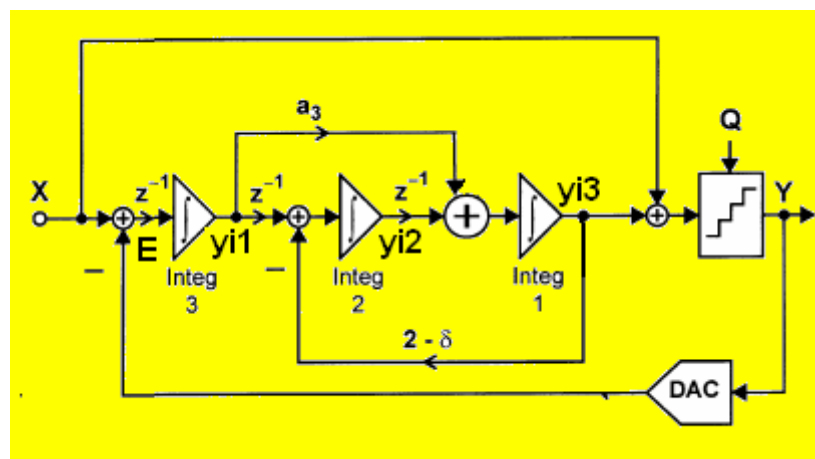 a₃
Q
X
z⁻¹
z⁻¹
z⁻¹
yi3
Y
+
+
+
+
∫
∫
∫
−
E
yi1
−
yi2
Integ
3
Integ
2
Integ
1
2 - δ
DAC